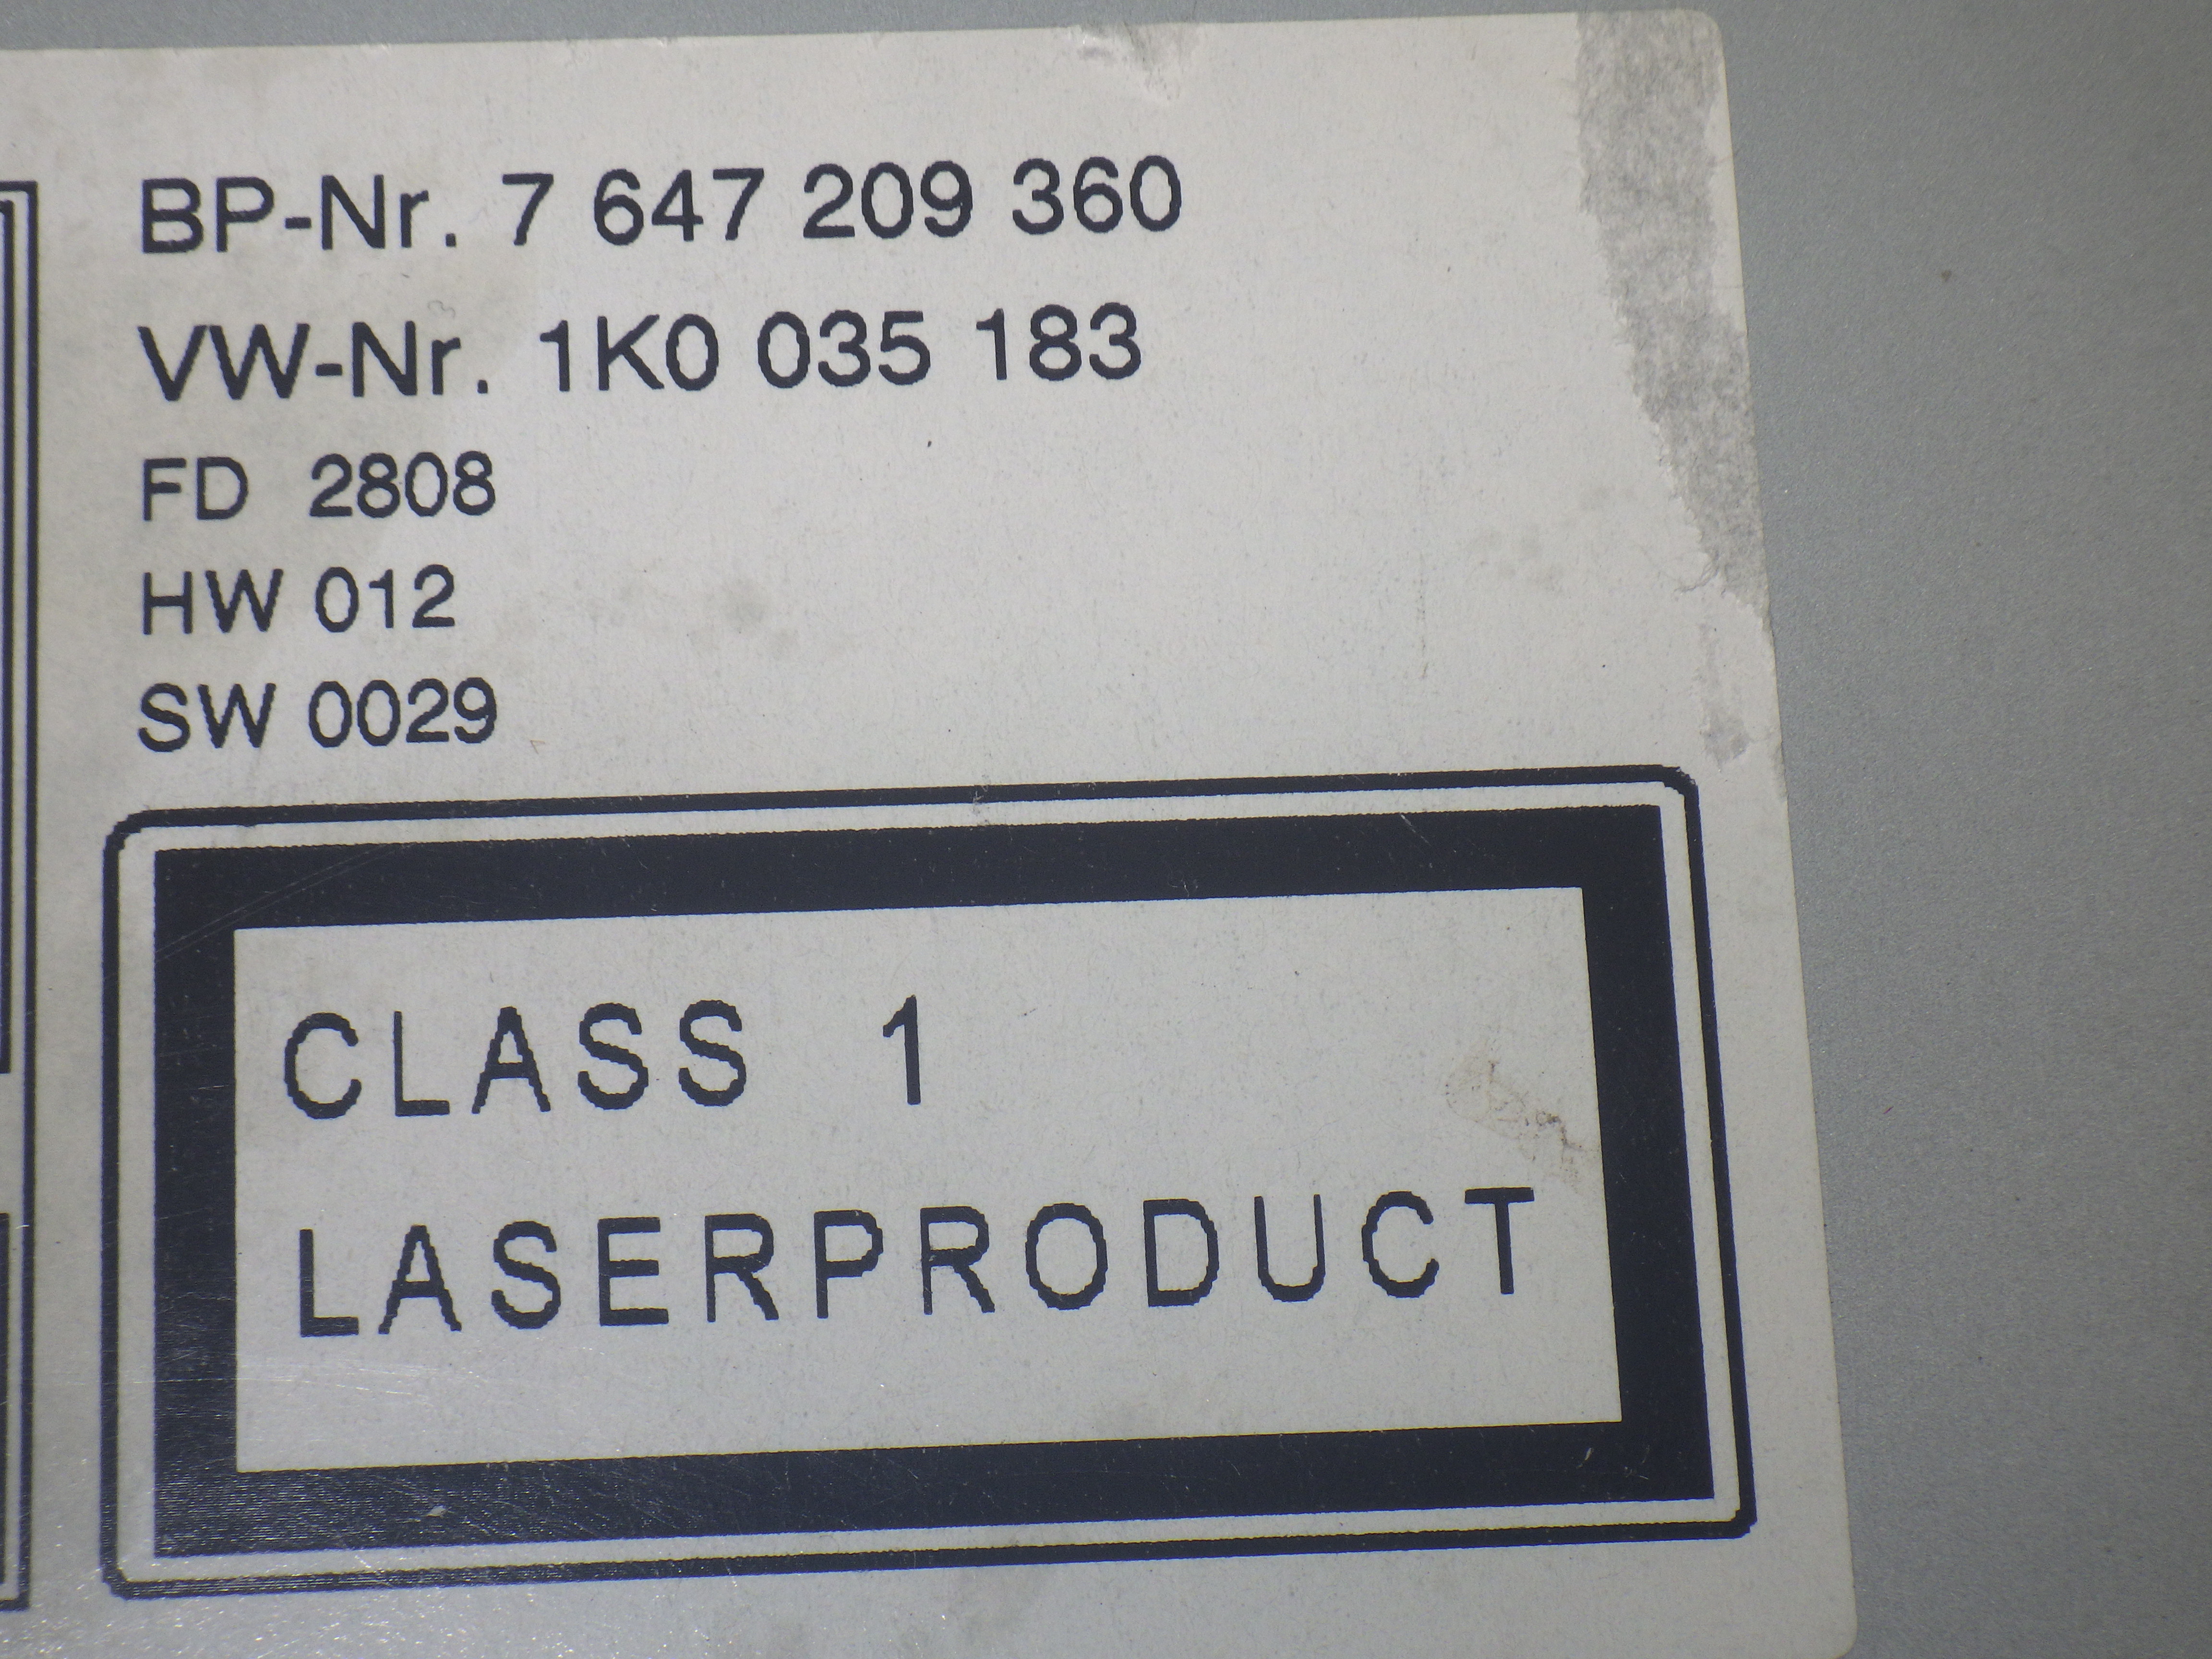 BP-Nr. 7 647 209 360
VW-Nr. 1K0 035 183
FD 2808
HW 012
SW 0029
CLASS 1
LASERPRODUCT